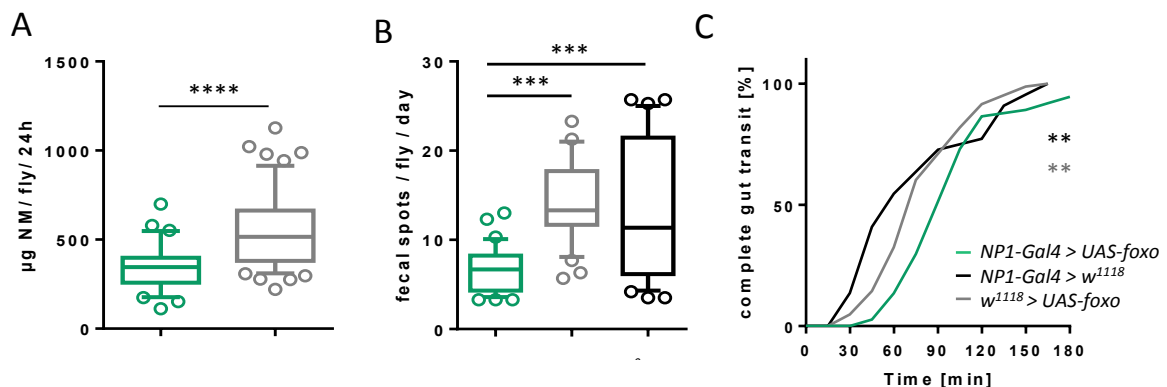 A
B
C
µg NM/fly/ 24h
1500
1000
500
0
****
fecal spots / fly / day
30
20
10
0
***
***
complete gut transit [%]
100
50
0
**
**
NP1-Gal4 > UAS-foxo
NP1-Gal4 > w¹¹¹⁸
w¹¹¹⁸ > UAS-foxo
0 30 60 90 120 150 180
Time [min]